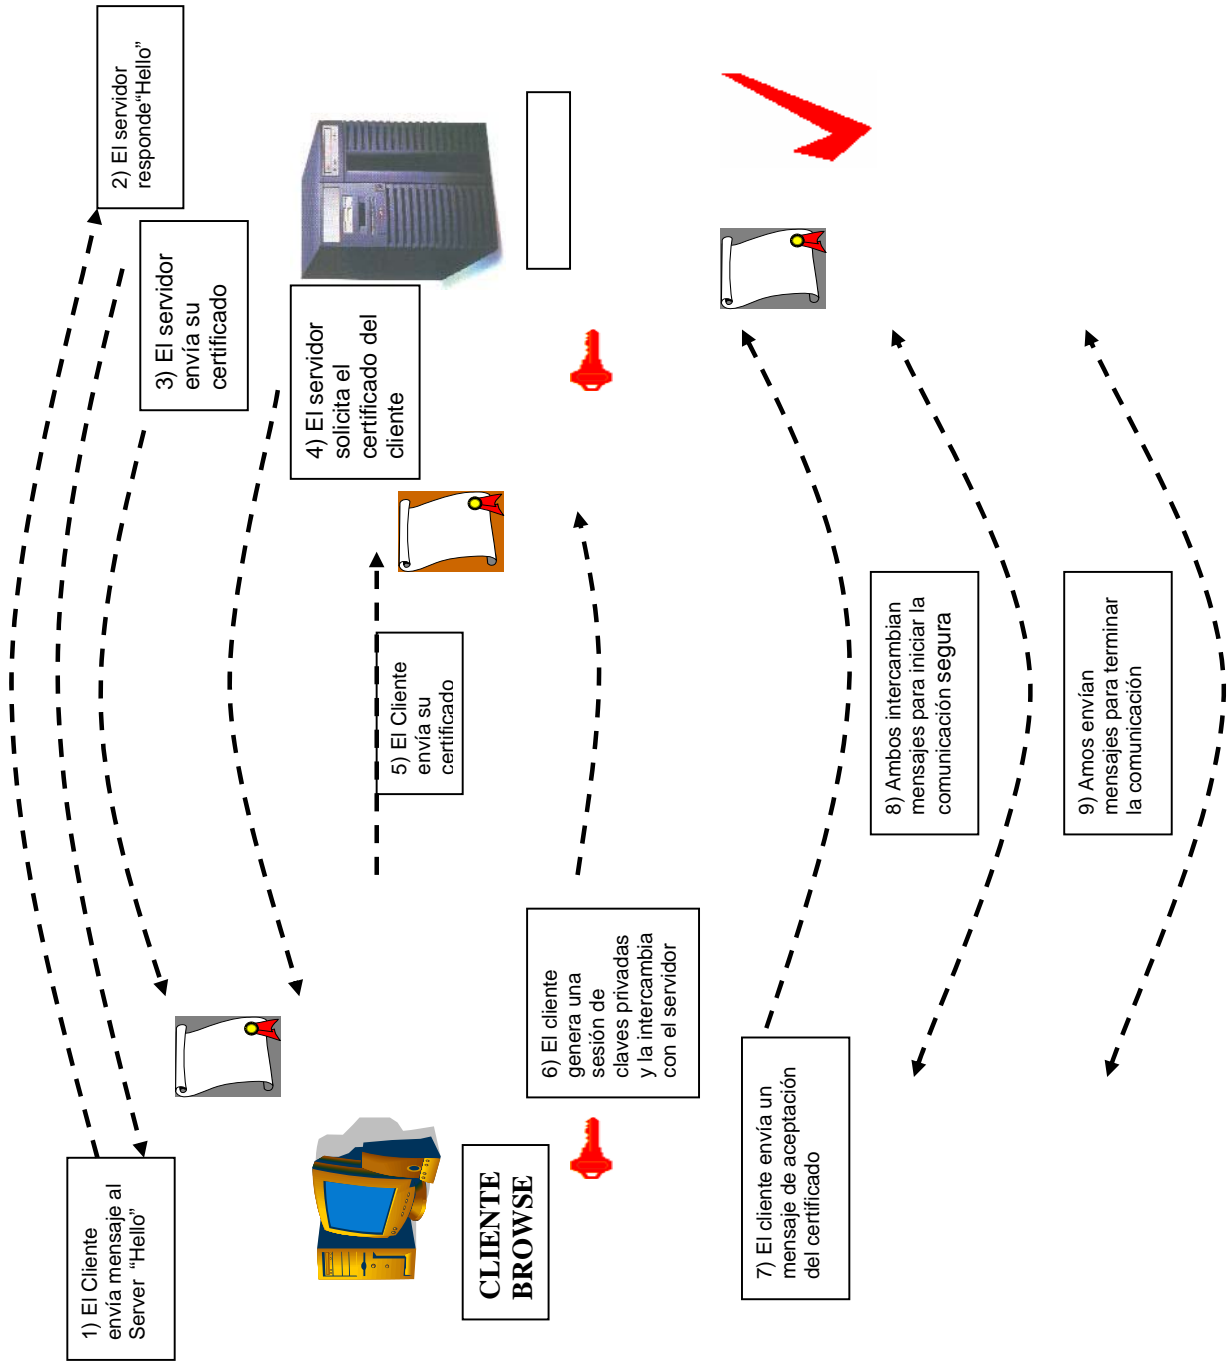 1) El Cliente
envía mensaje al
Server “Hello”
2) El servidor
responde“Hello”
3) El servidor
envía su
certificado
4) El servidor
solicita el
certificado del
cliente
5) El Cliente
envía su
certificado
CLIENTE
BROWSE
6) El cliente
genera una
sesión de
claves privadas
y la intercambia
con el servidor
7) El cliente envía un
mensaje de aceptación
del certificado
8) Ambos intercambian
mensajes para iniciar la
comunicación segura
9) Amos envían
mensajes para terminar
la comunicación